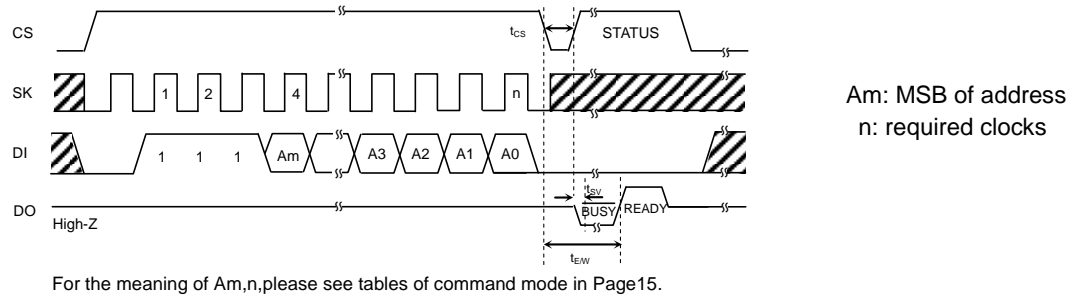 CS
tCS
STATUS
SK
1
2
4
n
Am: MSB of address
n: required clocks
DI
1
1
1
Am
A3
A2
A1
A0
tSV
DO
High-Z
BUSY
READY
tE/W
For the meaning of Am,n,please see tables of command mode in Page15.